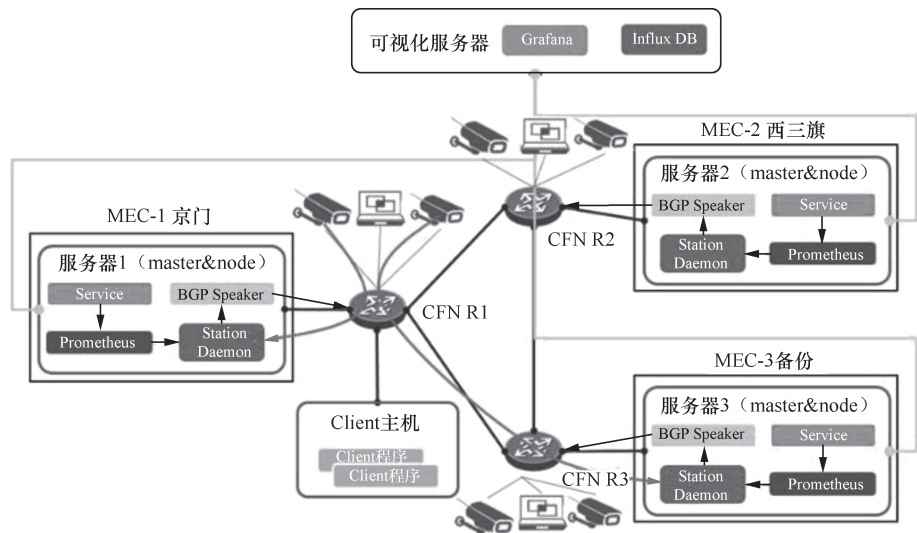 可视化服务器
Grafana
Influx DB
MEC-2 西三旗
服务器2（master&node）
BGP Speaker
Service
Station
Daemon
Prometheus
CFN R2
MEC-1 京门
服务器1（master&node）
Service
BGP Speaker
Prometheus
Station
Daemon
CFN R1
MEC-3备份
服务器3（master&node）
BGP Speaker
Service
Station
Daemon
Prometheus
CFN R3
Client主机
Client程序
Client程序